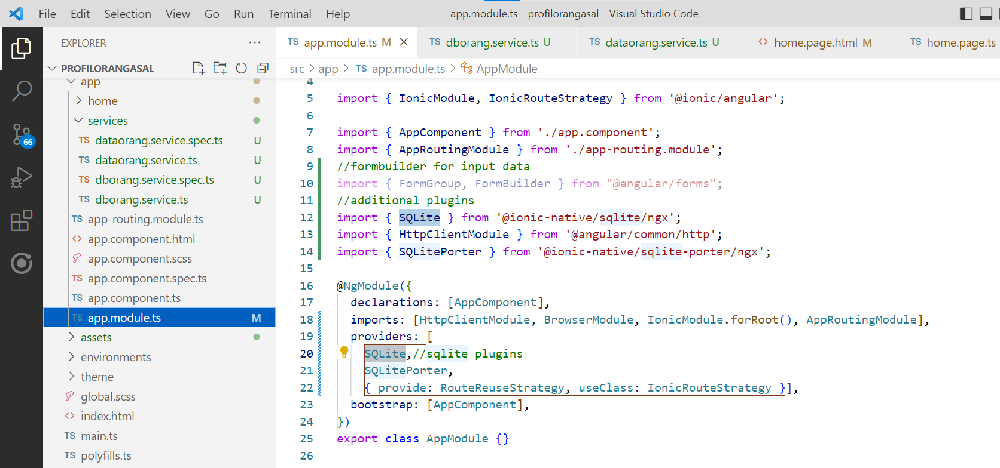 File Edit Selection View Go Run Terminal Help app.module.ts - profilorangasal - Visual Studio Code
EXPLORER ···
TS app.module.ts M
TS dborang.service.ts U
TS dataorang.service.ts U
<> home.page.html M
TS home.page.ts
PROFILORANGASAL
src > app > TS app.module.ts > AppModule
app
home
services
TS dataorang.service.spec.ts U
TS dataorang.service.ts U
TS dborang.service.spec.ts U
TS dborang.service.ts U
TS app-routing.module.ts
<> app.component.html
app.component.scss
TS app.component.spec.ts
TS app.component.ts
TS app.module.ts M
assets
environments
theme
global.scss
<> index.html
TS main.ts
TS polyfills.ts
66
4
5 import { IonicModule, IonicRouteStrategy } from '@ionic/angular';
6
7 import { AppComponent } from './app.component';
8 import { AppRoutingModule } from './app-routing.module';
9 //formbuilder for input data
10 import { FormGroup, FormBuilder } from "@angular/forms";
11 //additional plugins
12 import { SQLite } from '@ionic-native/sqlite/ngx';
13 import { HttpClientModule } from '@angular/common/http';
14 import { SQLitePorter } from '@ionic-native/sqlite-porter/ngx';
15
16 @NgModule({
17 declarations: [AppComponent],
18 imports: [HttpClientModule, BrowserModule, IonicModule.forRoot(), AppRoutingModule],
19 providers: [
20 SQLite,//sqlite plugins
21 SQLitePorter,
22 { provide: RouteReuseStrategy, useClass: IonicRouteStrategy }],
23 bootstrap: [AppComponent],
24 })
25 export class AppModule {}
26